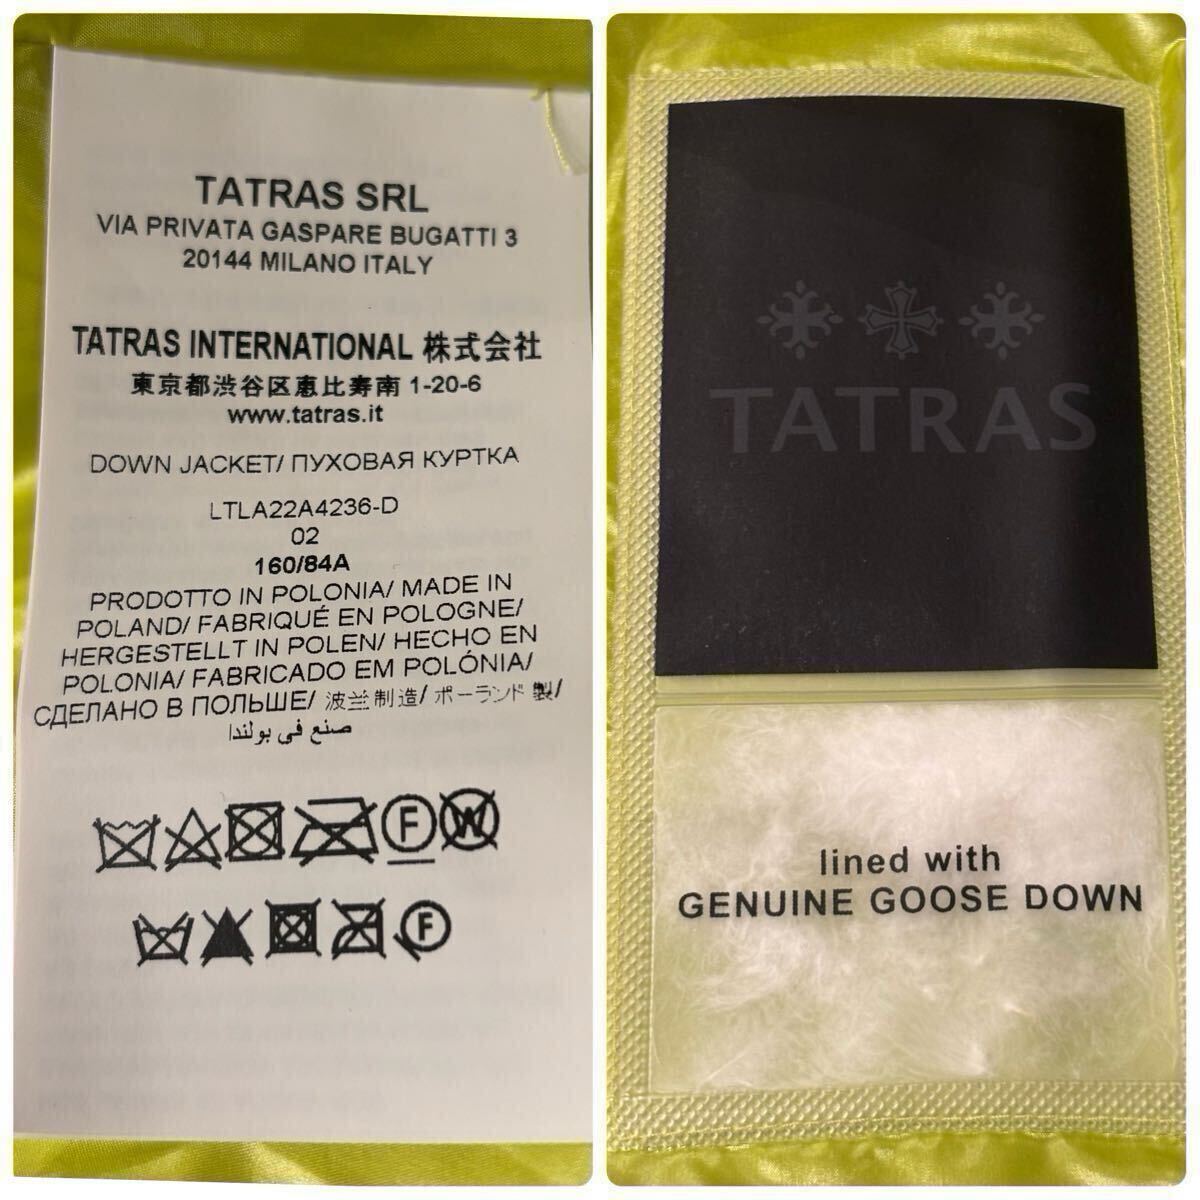 TATRAS SRL
VIA PRIVATA GASPARE BUGATTI 3
20144 MILANO ITALY
TATRAS INTERNATIONAL 株式会社
東京都渋谷区恵比寿南 1-20-6
www.tatras.it
DOWN JACKET/ ПУХОВАЯ КУРТКА
LTLA22A4236-D
02
160/84A
PRODOTTO IN POLONIA/ MADE IN
POLAND/ FABRIQUÉ EN POLOGNE/
HERGESTELLT IN POLEN/ HECHO EN
POLONIA/ FABRICADO EM POLÓNIA/
СДЕЛАНО В ПОЛЬШЕ/ 波兰制造/ ポーランド 製/
صنع في بولندا
F W
F
TATRAS
lined with
GENUINE GOOSE DOWN